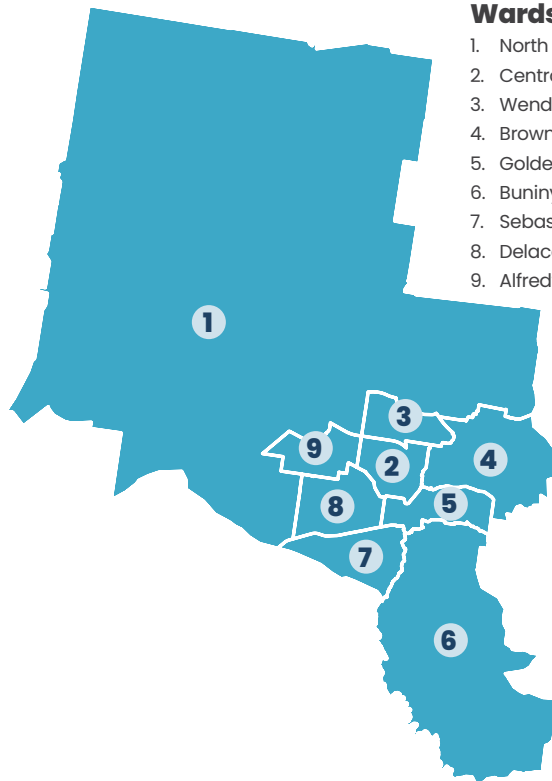 Wards
1. North
2. Centr
3. Wend
4. Brown
5. Golde
6. Buniny
7. Sebas
8. Delac
9. Alfred
1
3
9
2
4
8
5
7
6